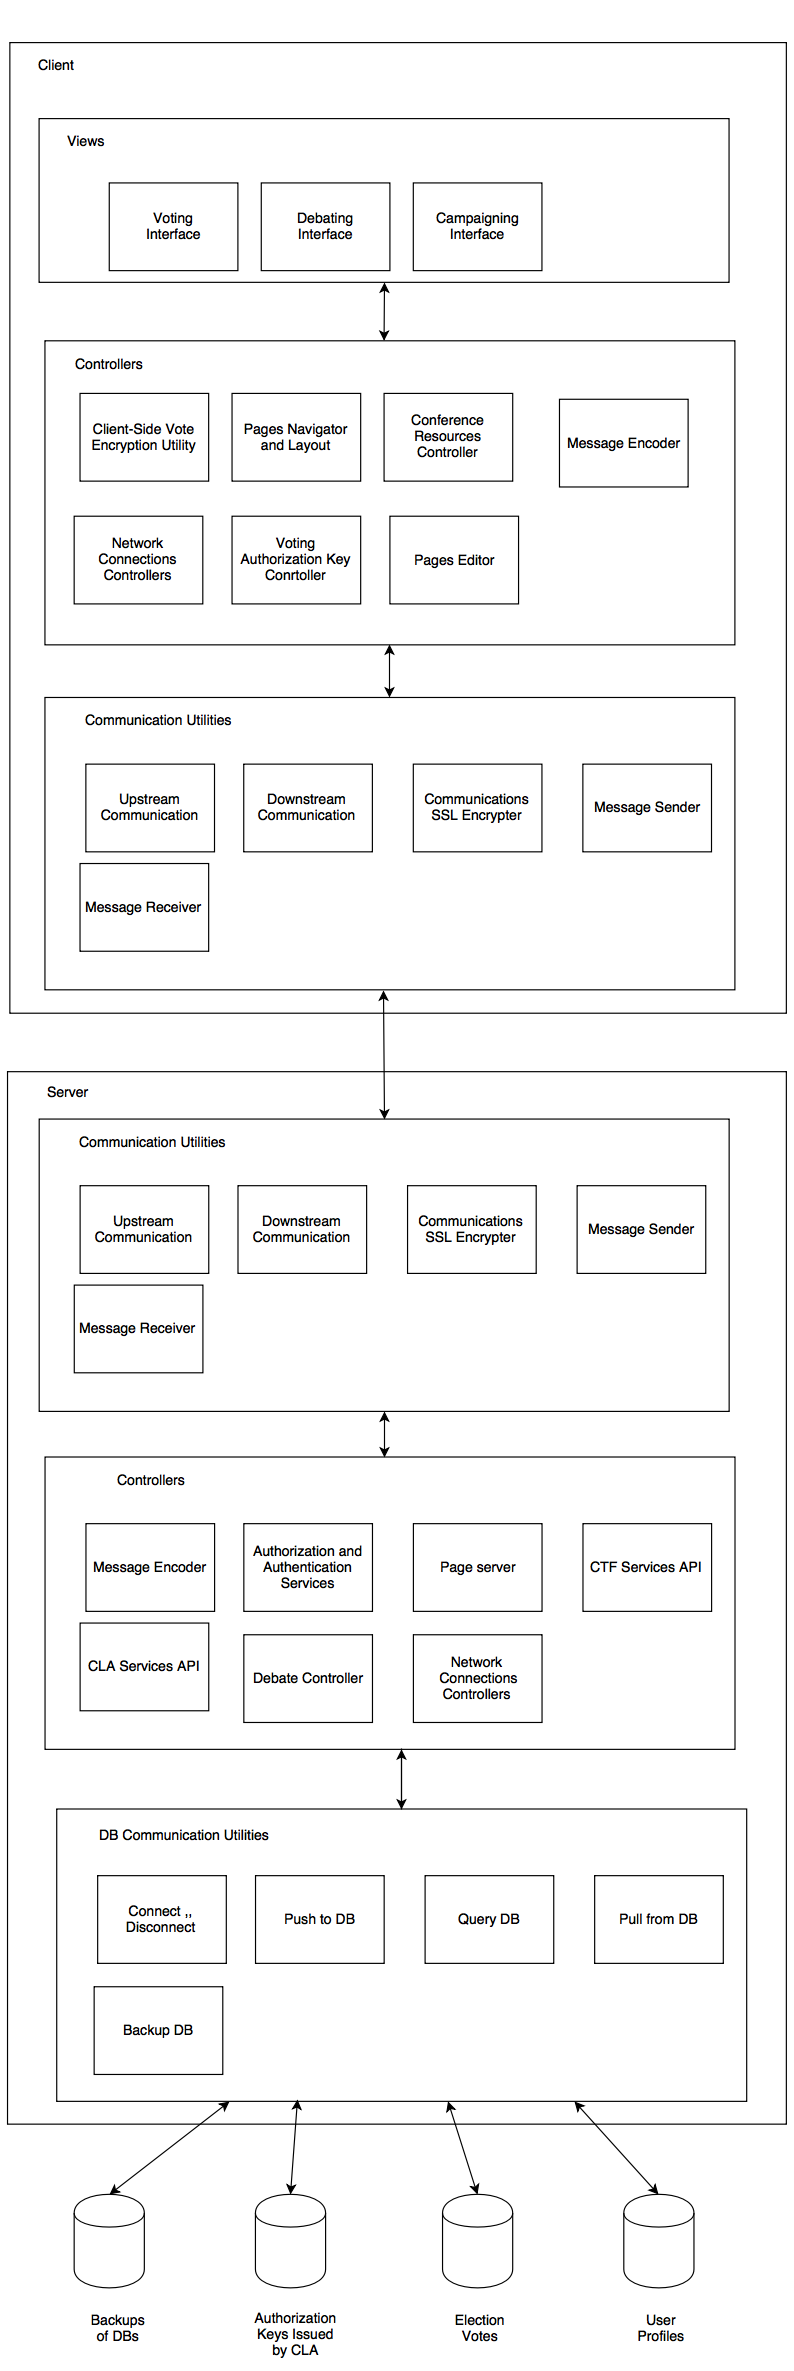 Client
Views
Voting
Interface
Debating
Interface
Campaigning
Interface
Controllers
Client-Side Vote
Encryption Utility
Pages Navigator
and Layout
Conference
Resources
Controller
Message Encoder
Network
Connections
Controllers
Voting
Authorization Key
Conrtoller
Pages Editor
Communication Utilities
Upstream
Communication
Downstream
Communication
Communications
SSL Encrypter
Message Sender
Message Receiver
Server
Communication Utilities
Upstream
Communication
Downstream
Communication
Communications
SSL Encrypter
Message Sender
Message Receiver
Controllers
Message Encoder
Authorization and
Authentication
Services
Page server
CTF Services API
CLA Services API
Debate Controller
Network
Connections
Controllers
DB Communication Utilities
Connect ,,
Disconnect
Push to DB
Query DB
Pull from DB
Backup DB
Backups
of DBs
Authorization
Keys Issued
by CLA
Election
Votes
User
Profiles